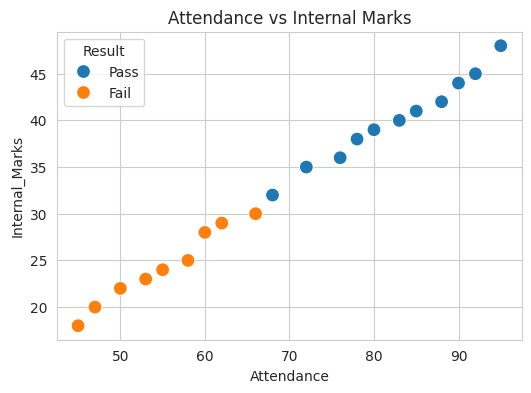 Attendance vs Internal Marks
Result
Pass
Fail
Internal_Marks
45
40
35
30
25
20
50 60 70 80 90
Attendance